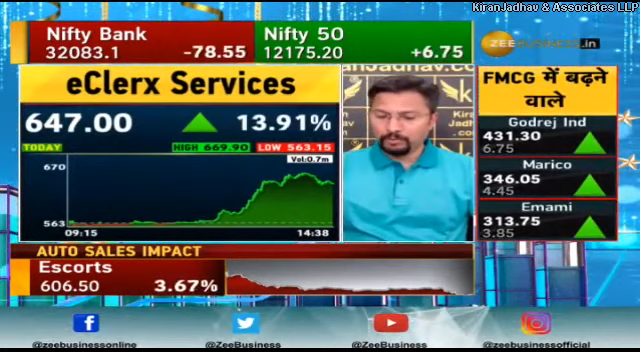 KiranJadhav & Associates LLP
Nifty Bank
32083.1 -78.55
Nifty 50
12175.20 +6.75
ZEEBUSINESS.in
eClerx Services
647.00 13.91%
TODAY HIGH 669.90 LOW 563.15
Vol:0.7m
670
563
09:15 14:38
FMCG में बढ़ने
वाले
Godrej Ind
431.30
6.75
Marico
346.05
4.45
Emami
313.75
3.85
AUTO SALES IMPACT
Escorts
606.50 3.67%
@zeebusinessonline @ZeeBusiness @ZeeBusiness @zeebusinessofficial